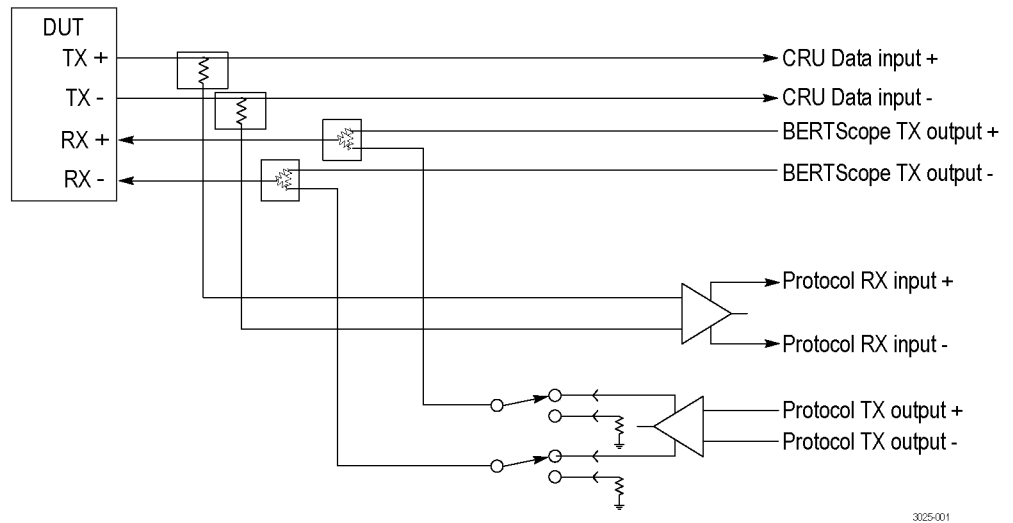 DUT
TX +
TX -
RX +
RX -
CRU Data input +
CRU Data input -
BERTScope TX output +
BERTScope TX output -
Protocol RX input +
Protocol RX input -
Protocol TX output +
Protocol TX output -
3025-001